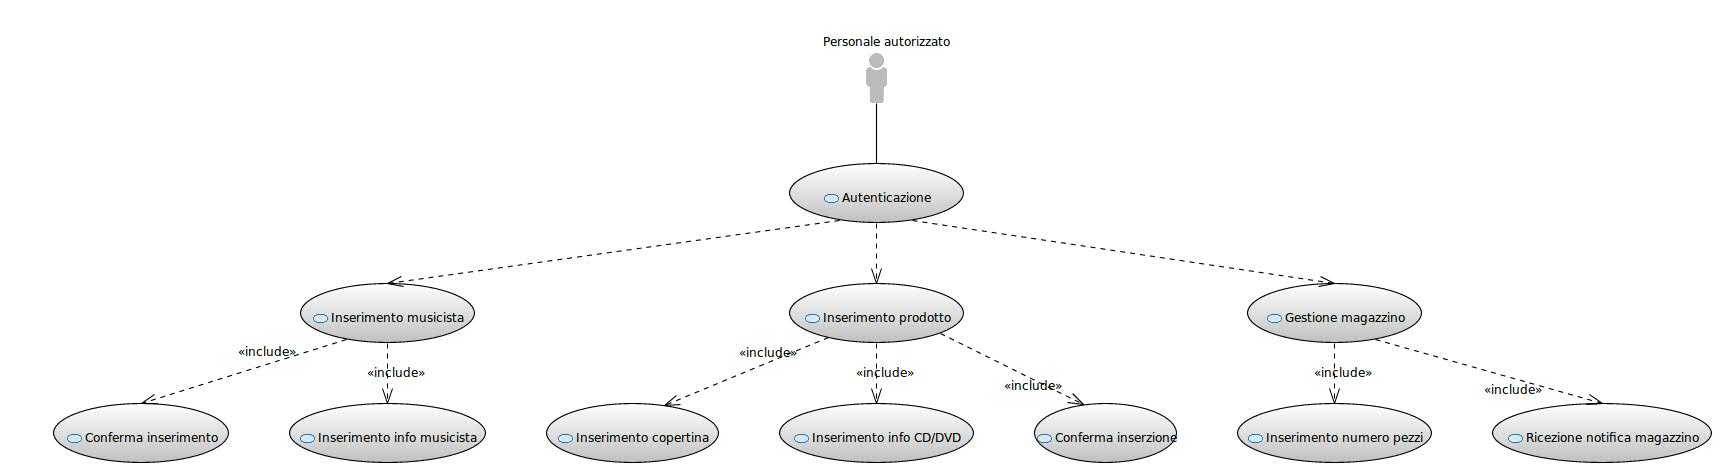 Personale autorizzato
Autenticazione
Inserimento musicista
Inserimento prodotto
Gestione magazzino
«include»
«include»
«include»
«include»
«include»
«include»
«include»
Conferma inserimento
Inserimento info musicista
Inserimento copertina
Inserimento info CD/DVD
Conferma inserzione
Inserimento numero pezzi
Ricezione notifica magazzino